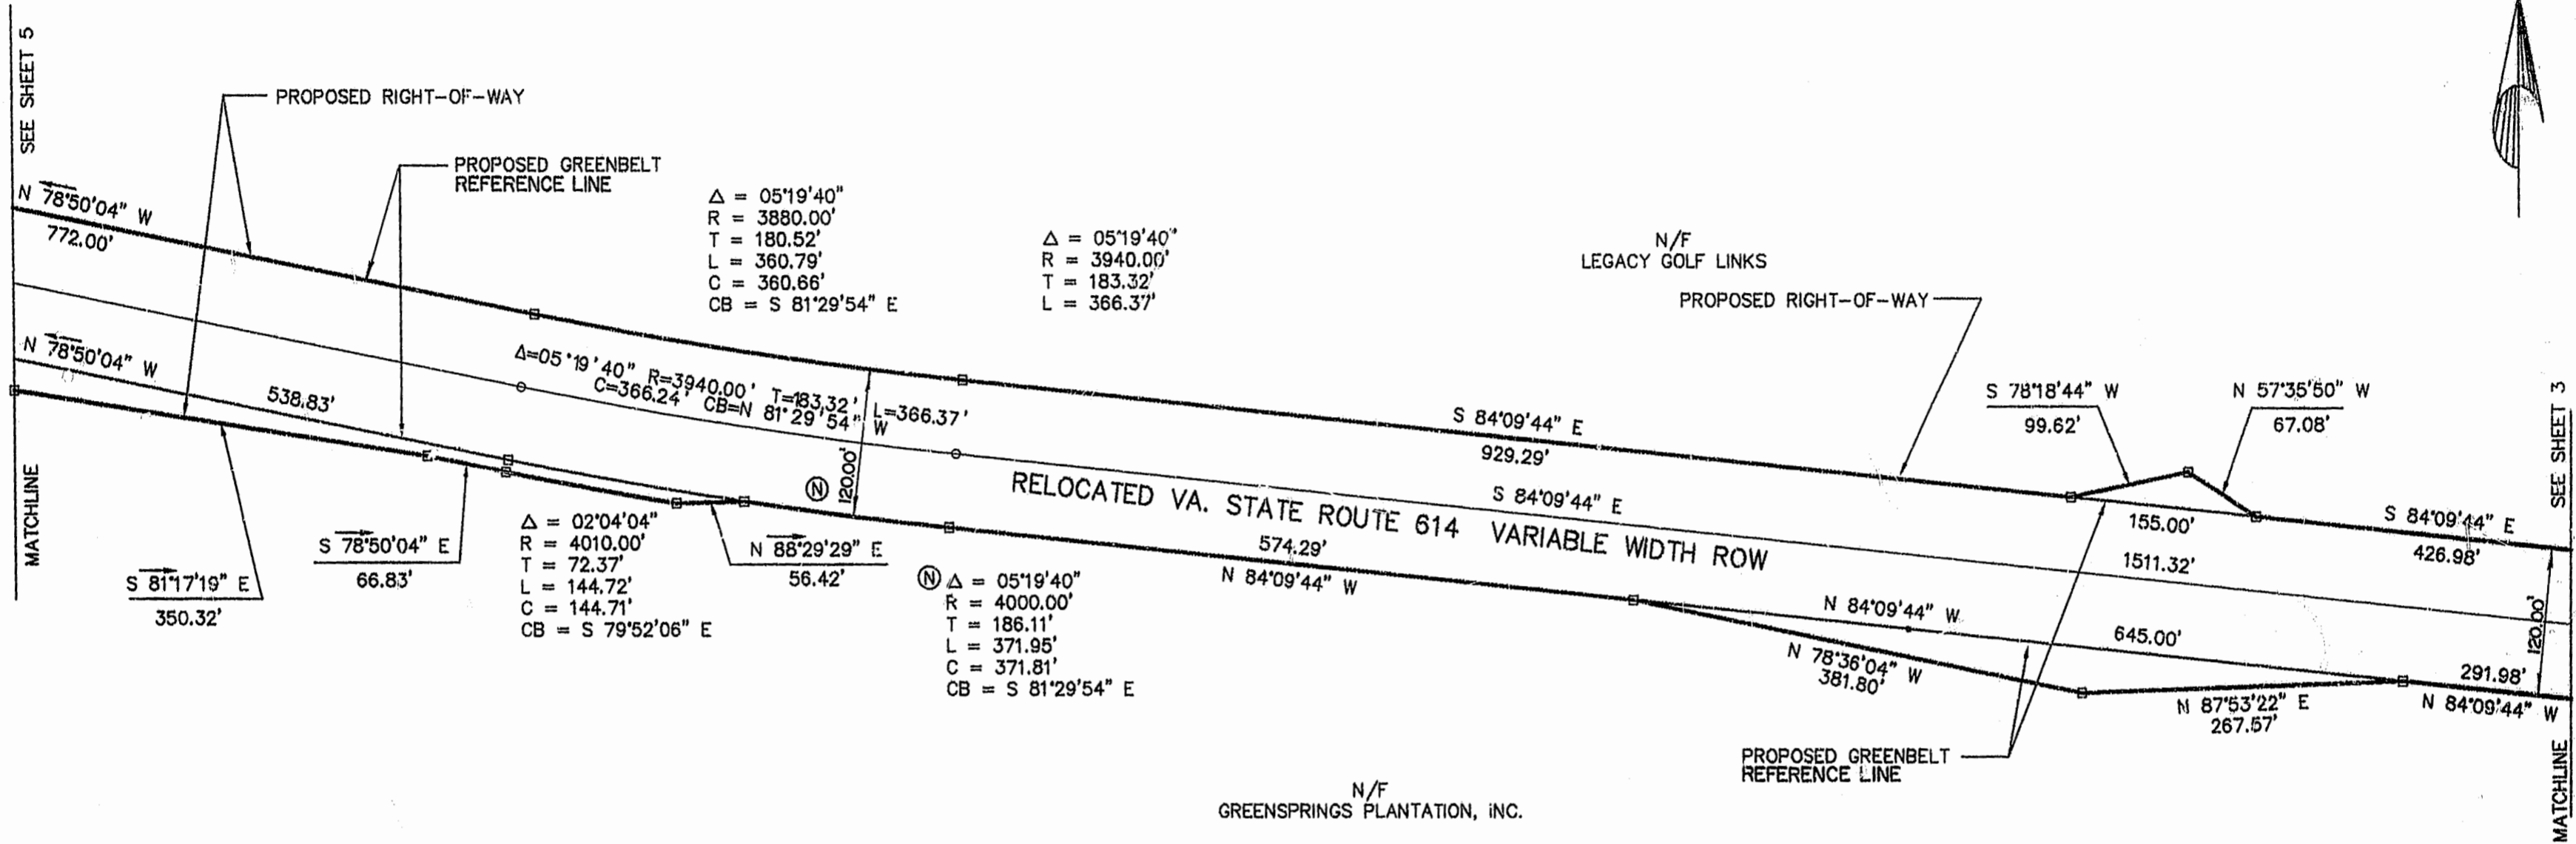 SEE SHEET 5
MATCHLINE
PROPOSED RIGHT-OF-WAY
PROPOSED GREENBELT
REFERENCE LINE
N 78°50'04" W
772.00'
Δ = 05°19'40"
R = 3880.00'
T = 180.52'
L = 360.79'
C = 360.66'
CB = S 81°29'54" E
Δ = 05°19'40"
R = 3940.00'
T = 183.32'
L = 366.37'
N/F
LEGACY GOLF LINKS
PROPOSED RIGHT-OF-WAY
N 78°50'04" W
538.83'
Δ=05°19'40" R=3940.00' T=183.32' L=366.37'
C=366.24' CB=N 81°29'54" W
120.00'
N
S 84°09'44" E
929.29'
S 78°18'44" W
99.62'
N 57°35'50" W
67.08'
SEE SHEET 3
S 84°09'44" E
426.98'
155.00'
S 84°09'44" E
1511.32'
RELOCATED VA. STATE ROUTE 614 VARIABLE WIDTH ROW
574.29'
N 84°09'44" W
S 81°17'19" E
350.32'
S 78°50'04" E
66.83'
Δ = 02°04'04"
R = 4010.00'
T = 72.37'
L = 144.72'
C = 144.71'
CB = S 79°52'06" E
N 88°29'29" E
56.42'
N Δ = 05°19'40"
R = 4000.00'
T = 186.11'
L = 371.95'
C = 371.81'
CB = S 81°29'54" E
N 84°09'44" W
645.00'
N 78°36'04" W
381.80'
N 87°53'22" E
267.57'
120.00'
291.98'
N 84°09'44" W
PROPOSED GREENBELT
REFERENCE LINE
N/F
GREENSPRINGS PLANTATION, INC.
MATCHLINE